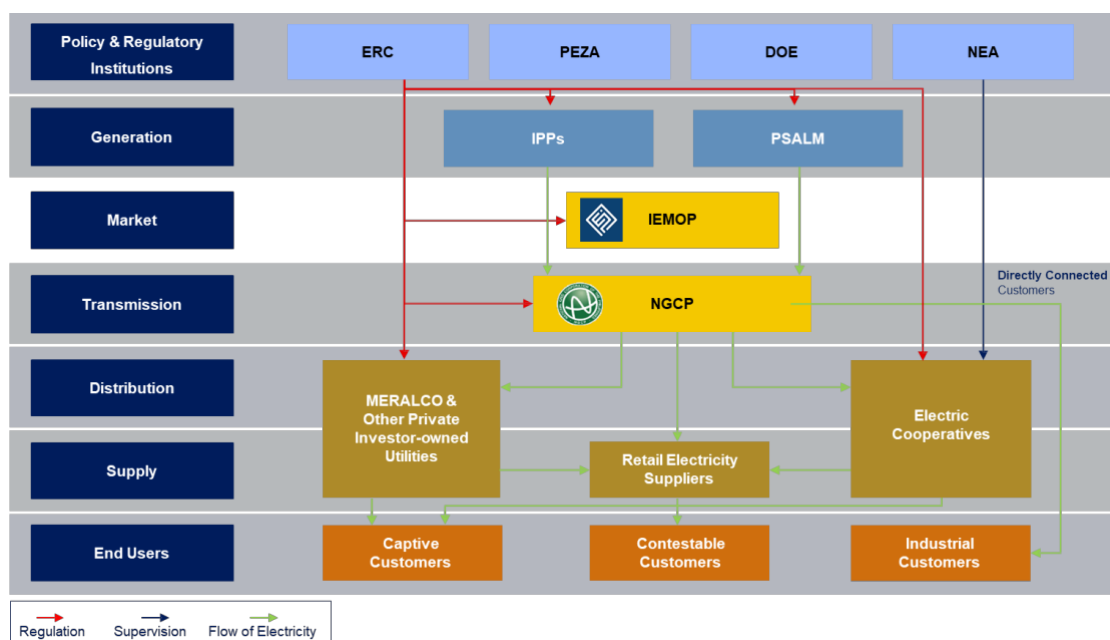 Policy & Regulatory
Institutions
ERC
PEZA
DOE
NEA
Generation
IPPs
PSALM
Market
IEMOP
Directly Connected
Customers
Transmission
NGCP
Distribution
MERALCO &
Other Private
Investor-owned
Utilities
Electric
Cooperatives
Supply
Retail Electricity
Suppliers
End Users
Captive
Customers
Contestable
Customers
Industrial
Customers
Regulation
Supervision
Flow of Electricity